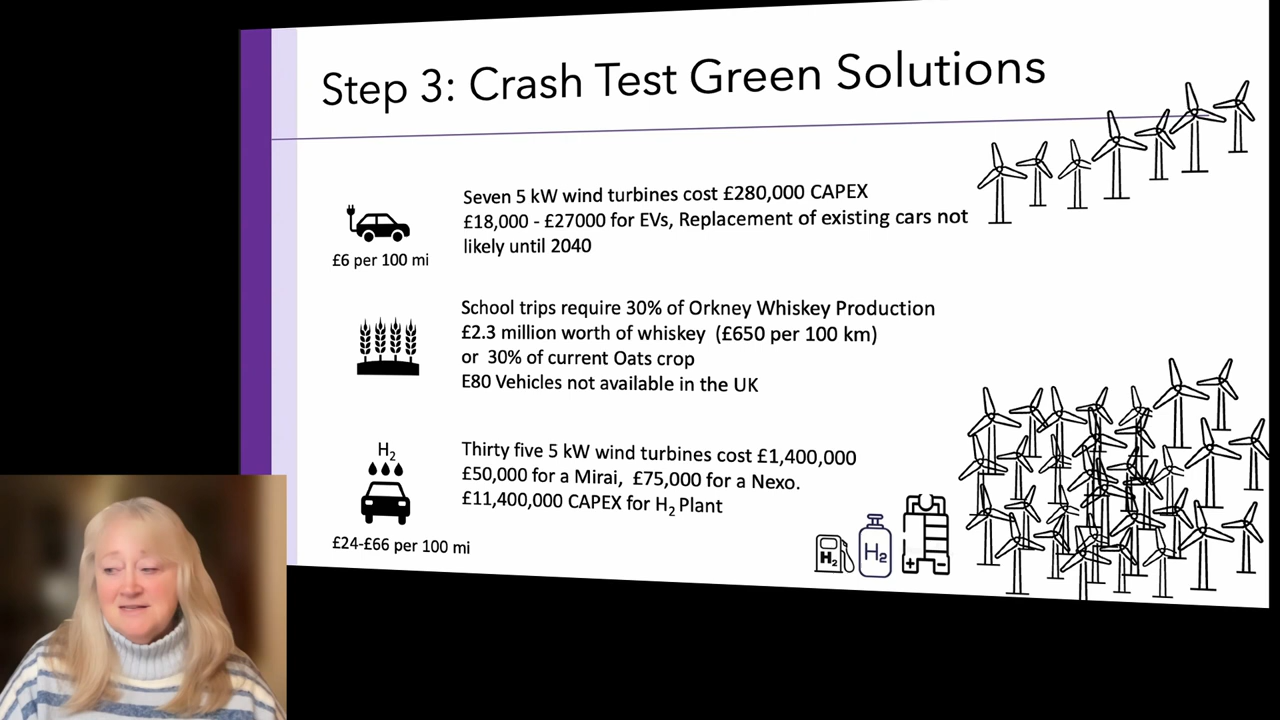 Step 3: Crash Test Green Solutions
Seven 5 kW wind turbines cost £280,000 CAPEX
£18,000 - £27000 for EVs, Replacement of existing cars not
likely until 2040
£6 per 100 mi
School trips require 30% of Orkney Whiskey Production
£2.3 million worth of whiskey (£650 per 100 km)
or 30% of current Oats crop
E80 Vehicles not available in the UK
H₂
Thirty five 5 kW wind turbines cost £1,400,000
£50,000 for a Mirai, £75,000 for a Nexo.
£11,400,000 CAPEX for H₂ Plant
£24-£66 per 100 mi
H₂
H₂